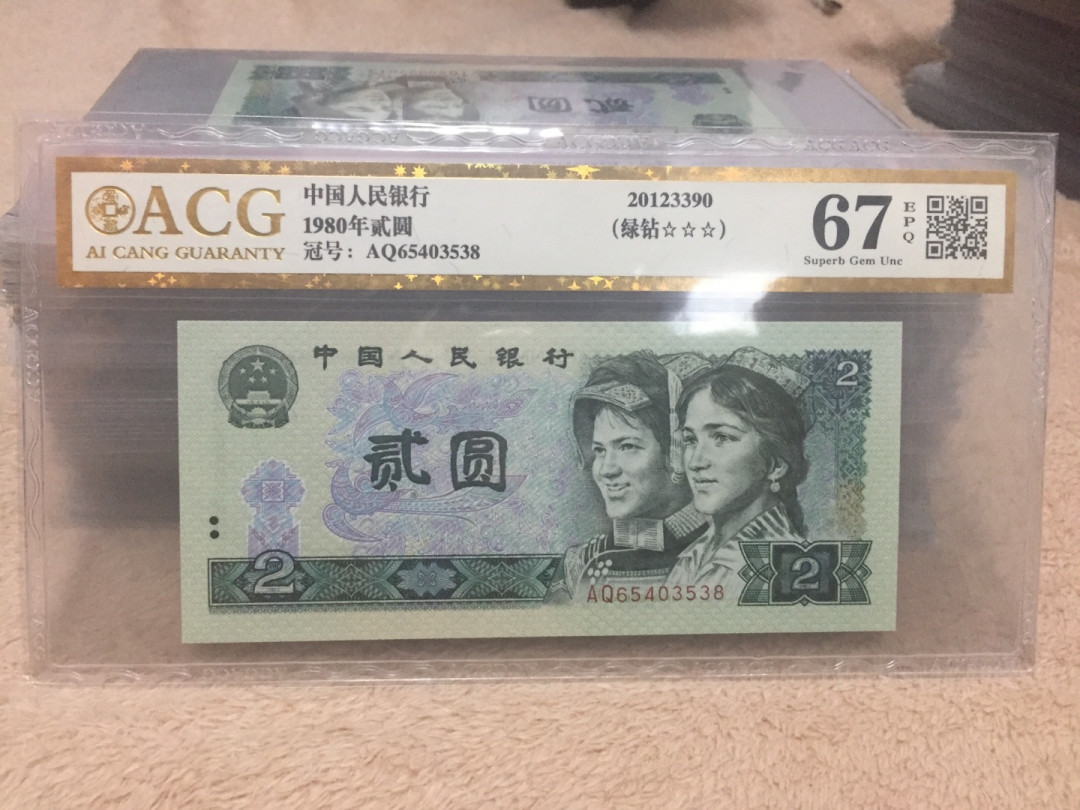 ACG
AI CANG GUARANTY
中国人民银行
1980年贰圆
冠号：AQ65403538
20123390
(绿钻☆☆☆)
67
EPQ
Superb Gem Unc
中国人民银行
2
贰圆
2
AQ65403538
2